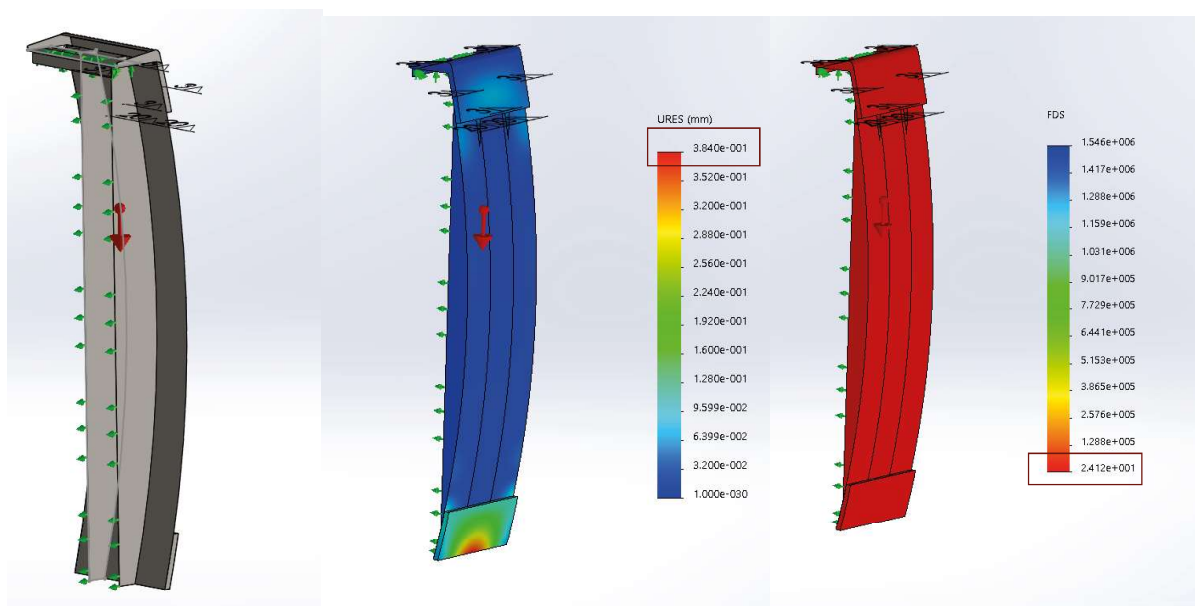 URES (mm)
3.840e-001
3.520e-001
3.200e-001
2.880e-001
2.560e-001
2.240e-001
1.920e-001
1.600e-001
1.280e-001
9.599e-002
6.399e-002
3.200e-002
1.000e-030
FDS
1.546e+006
1.417e+006
1.288e+006
1.159e+006
1.031e+006
9.017e+005
7.729e+005
6.441e+005
5.153e+005
3.865e+005
2.576e+005
1.288e+005
2.412e+001